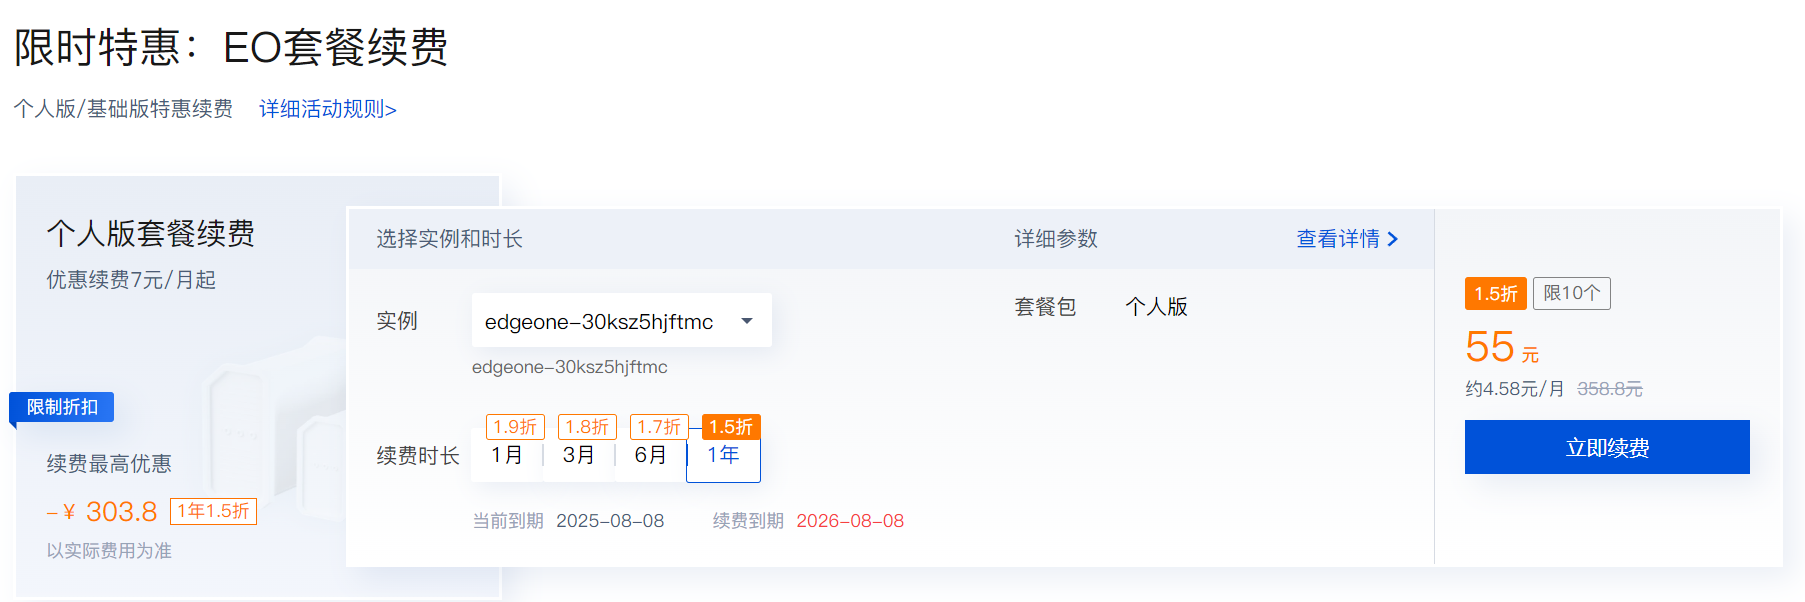 限时特惠：EO套餐续费
个人版/基础版特惠续费 详细活动规则>
个人版套餐续费
优惠续费7元/月起
限制折扣
续费最高优惠
-¥ 303.8 1年1.5折
以实际费用为准
选择实例和时长
实例 edgeone-30ksz5hjftmc
edgeone-30ksz5hjftmc
1.9折 1.8折 1.7折 1.5折
续费时长 1月 3月 6月 1年
当前到期 2025-08-08 续费到期 2026-08-08
详细参数 查看详情 >
套餐包 个人版
1.5折 限10个
55 元
约4.58元/月 358.8元
立即续费